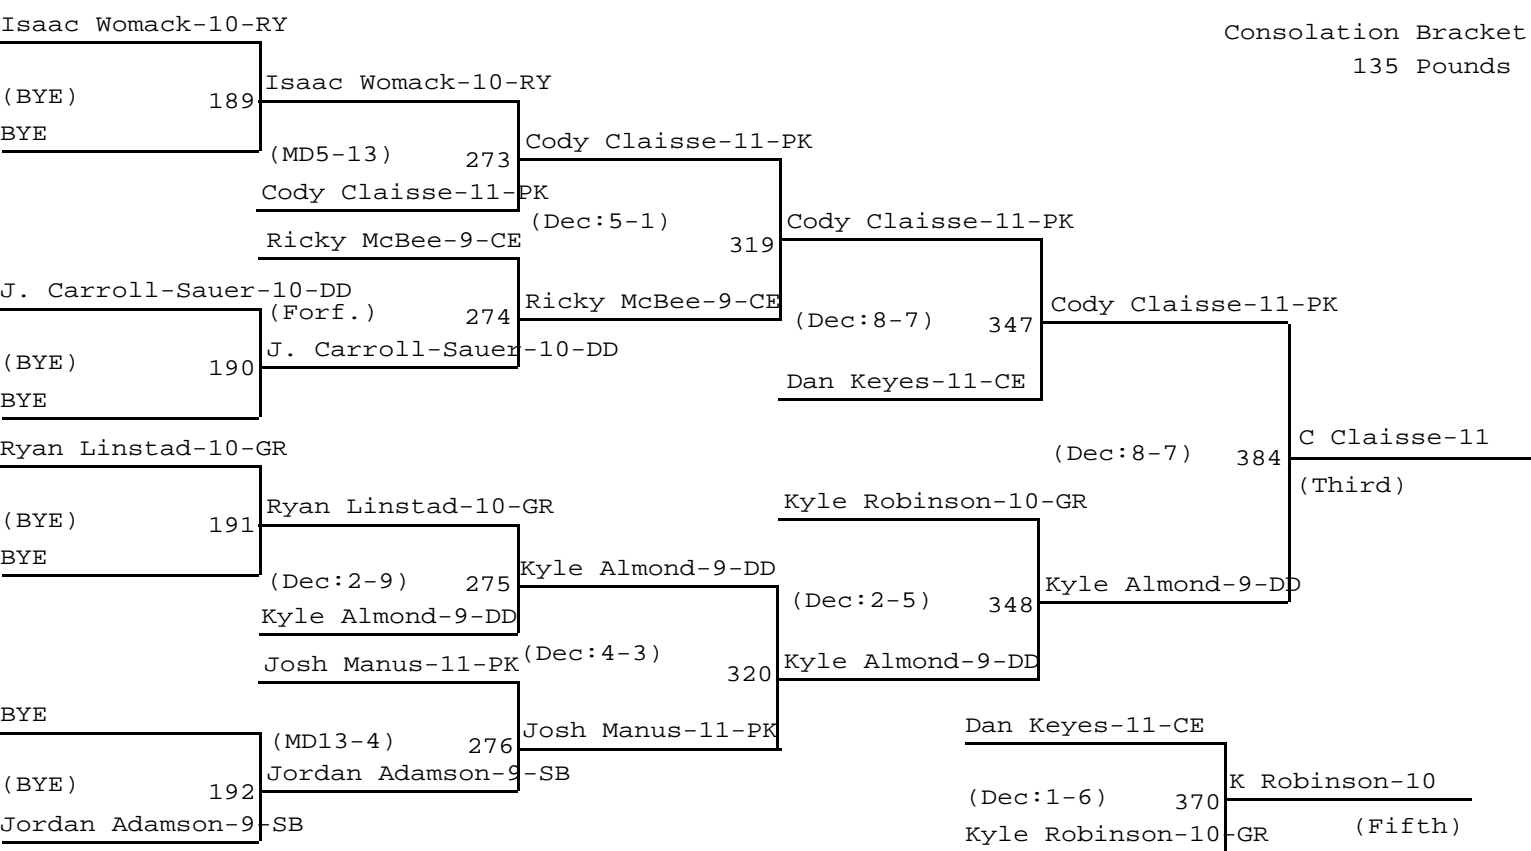 Isaac Womack-10-RY
Consolation Bracket
135 Pounds
Isaac Womack-10-RY
(BYE)
189
BYE
Cody Claisse-11-PK
(MD5-13)
273
Cody Claisse-11-PK
(Dec:5-1)
Cody Claisse-11-PK
Ricky McBee-9-CE
319
J. Carroll-Sauer-10-DD
(Forf.)
274
Ricky McBee-9-CE
(Dec:8-7)
347
Cody Claisse-11-PK
J. Carroll-Sauer-10-DD
(BYE)
190
Dan Keyes-11-CE
BYE
Ryan Linstad-10-GR
(Dec:8-7)
384
C Claisse-11
(Third)
Ryan Linstad-10-GR
Kyle Robinson-10-GR
(BYE)
191
BYE
Kyle Almond-9-DD
(Dec:2-9)
275
(Dec:2-5)
348
Kyle Almond-9-DD
Kyle Almond-9-DD
Josh Manus-11-PK
(Dec:4-3)
320
Kyle Almond-9-DD
BYE
(MD13-4)
276
Josh Manus-11-PK
Dan Keyes-11-CE
Jordan Adamson-9-SB
(BYE)
192
K Robinson-10
(Dec:1-6)
370
Jordan Adamson-9-SB
Kyle Robinson-10-GR
(Fifth)